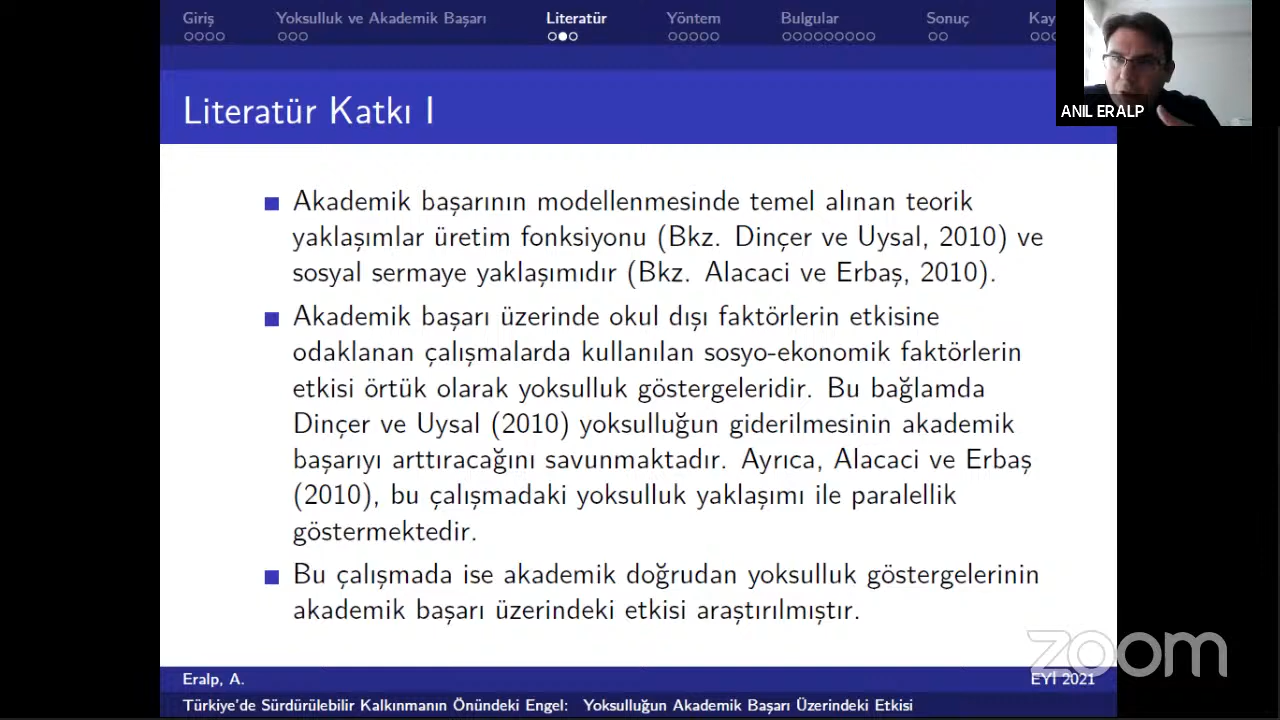 Giriş Yoksulluk ve Akademik Başarı Literatür Yöntem Bulgular Sonuç Kay
ANIL ERALP
Literatür Katkı I
Akademik başarının modellenmesinde temel alınan teorik
yaklaşımlar üretim fonksiyonu (Bkz. Dinçer ve Uysal, 2010) ve
sosyal sermaye yaklaşımıdır (Bkz. Alacaci ve Erbaş, 2010).
Akademik başarı üzerinde okul dışı faktörlerin etkisine
odaklanan çalışmalarda kullanılan sosyo-ekonomik faktörlerin
etkisi örtük olarak yoksulluk göstergeleridir. Bu bağlamda
Dinçer ve Uysal (2010) yoksulluğun giderilmesinin akademik
başarıyı arttıracağını savunmaktadır. Ayrıca, Alacaci ve Erbaş
(2010), bu çalışmadaki yoksulluk yaklaşımı ile paralellik
göstermektedir.
Bu çalışmada ise akademik doğrudan yoksulluk göstergelerinin
akademik başarı üzerindeki etkisi araştırılmıştır.
zoom
Eralp, A. EYİ 2021
Türkiye'de Sürdürülebilir Kalkınmanın Önündeki Engel: Yoksulluğun Akademik Başarı Üzerindeki Etkisi